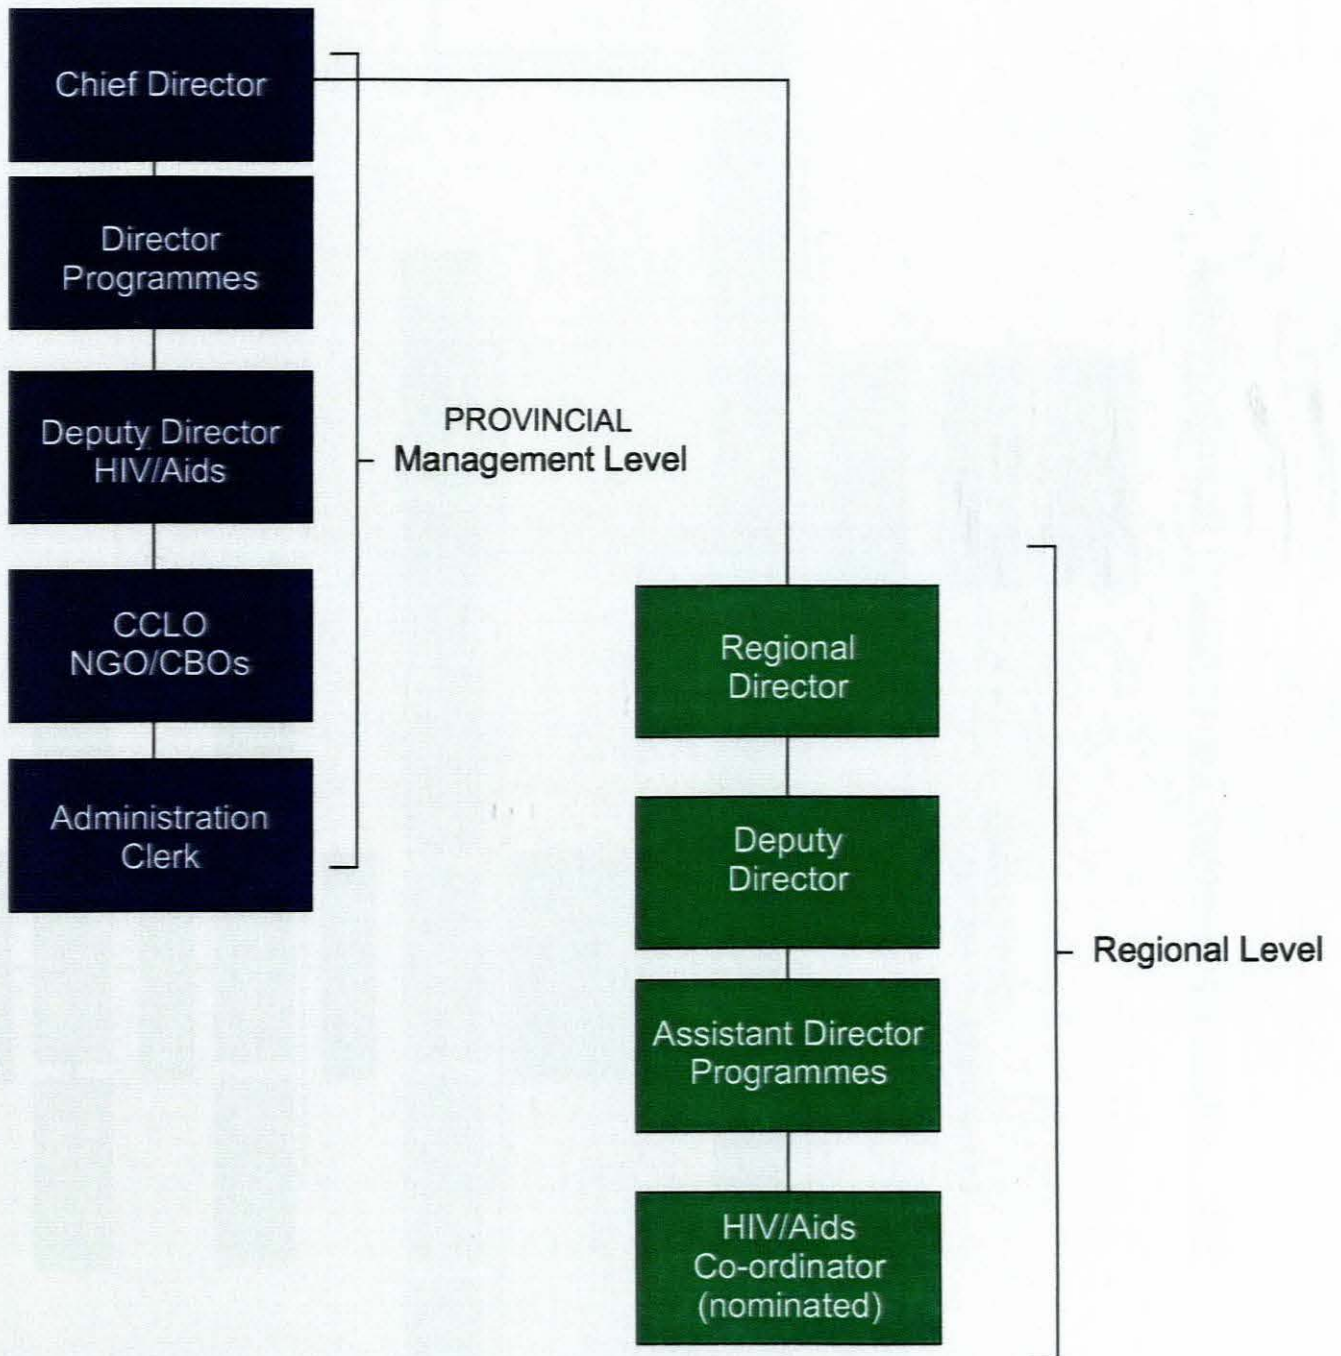 Chief Director
Director
Programmes
Deputy Director
HIV/Aids
PROVINCIAL
Management Level
CCLO
NGO/CBOs
Administration
Clerk
Regional
Director
Deputy
Director
Regional Level
Assistant Director
Programmes
HIV/Aids
Co-ordinator
(nominated)